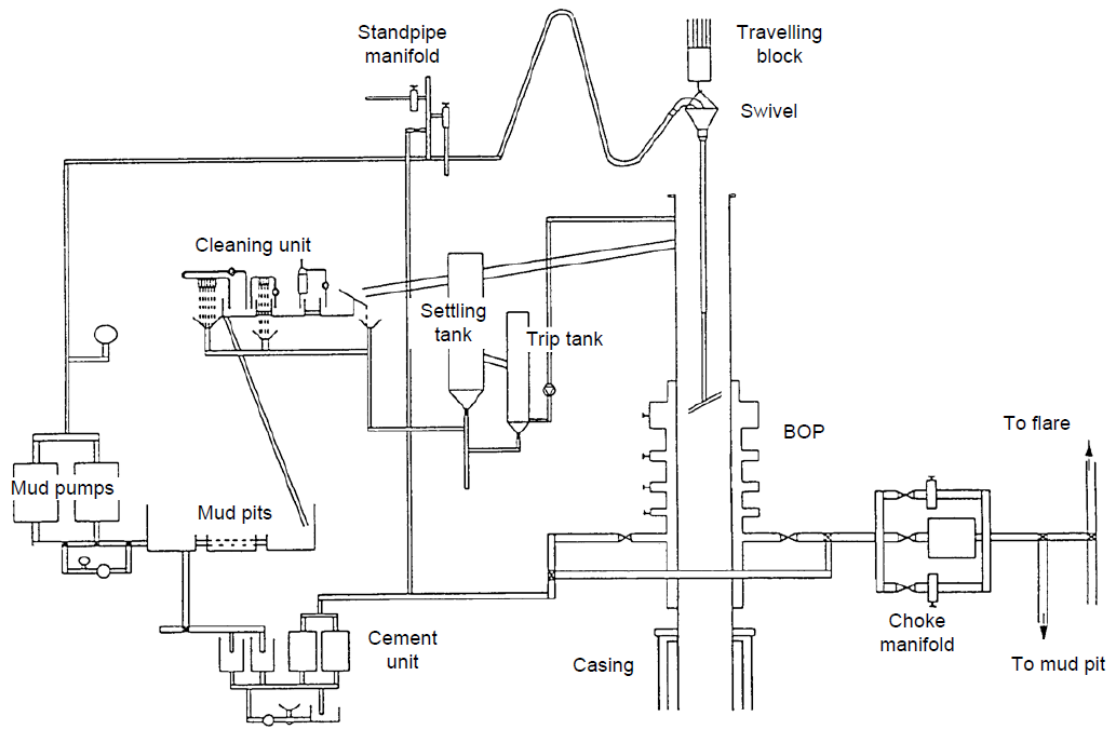 Standpipe
manifold
Travelling
block
Swivel
Cleaning unit
Settling
tank
Trip tank
BOP
To flare
Mud pumps
Mud pits
Cement
unit
Casing
Choke
manifold
To mud pit